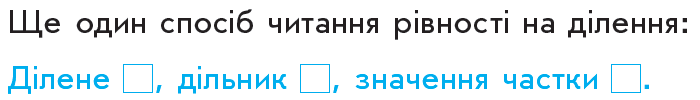 Ще один спосіб читання рівності на ділення:
Ділене □, дільник □, значення частки □.